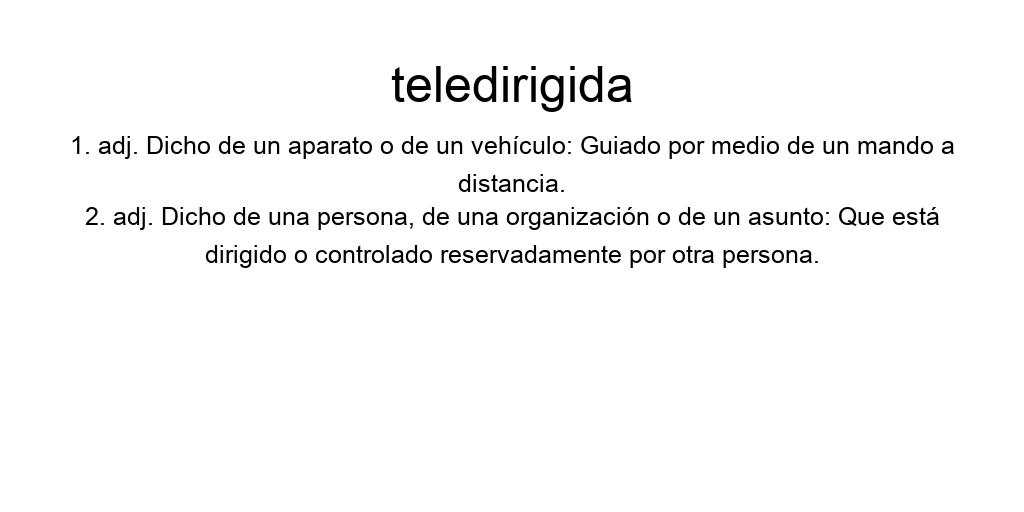 teledirigida
1. adj. Dicho de un aparato o de un vehículo: Guiado por medio de un mando a
distancia.
2. adj. Dicho de una persona, de una organización o de un asunto: Que está
dirigido o controlado reservadamente por otra persona.